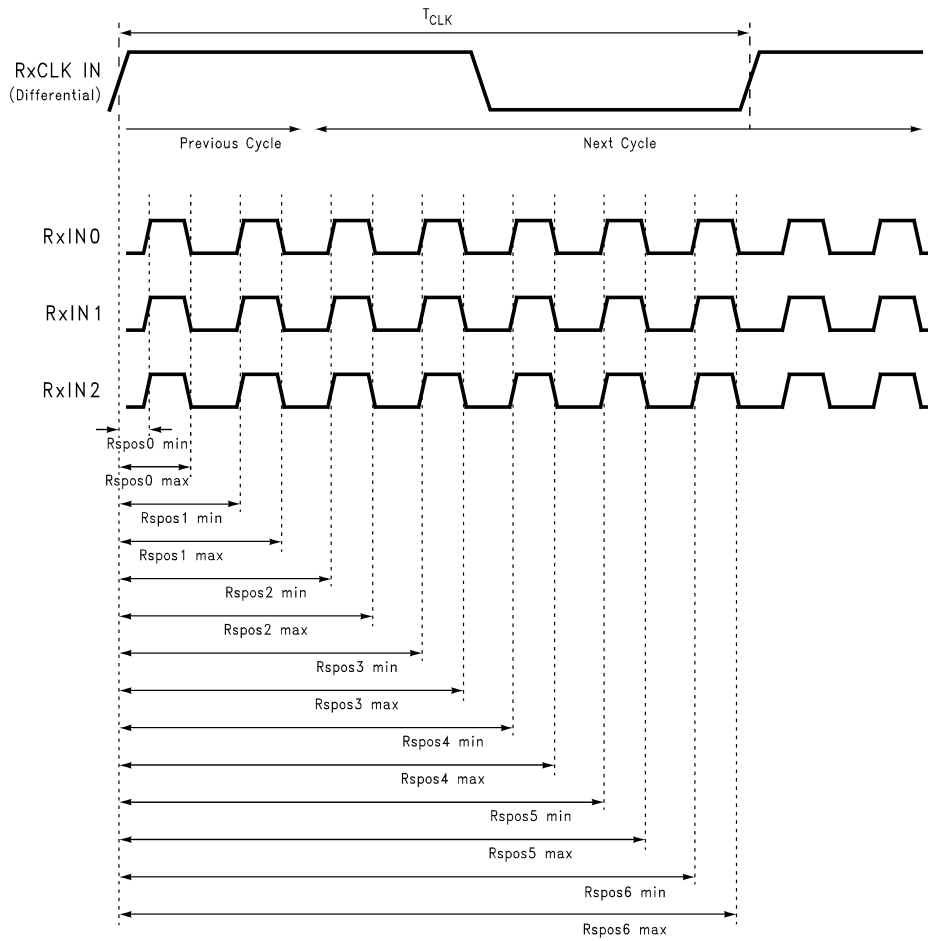 TCLK
RxCLK IN
(Differential)
Previous Cycle
Next Cycle
RxIN0
RxIN1
RxIN2
Rspos0 min
Rspos0 max
Rspos1 min
Rspos1 max
Rspos2 min
Rspos2 max
Rspos3 min
Rspos3 max
Rspos4 min
Rspos4 max
Rspos5 min
Rspos5 max
Rspos6 min
Rspos6 max